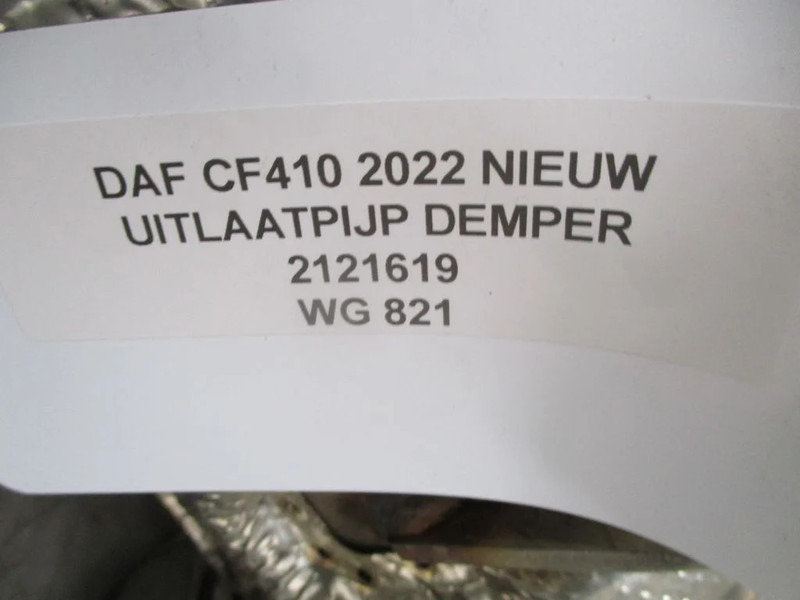 DAF CF410 2022 NIEUW
UITLAATPIJP DEMPER
2121619
WG 821